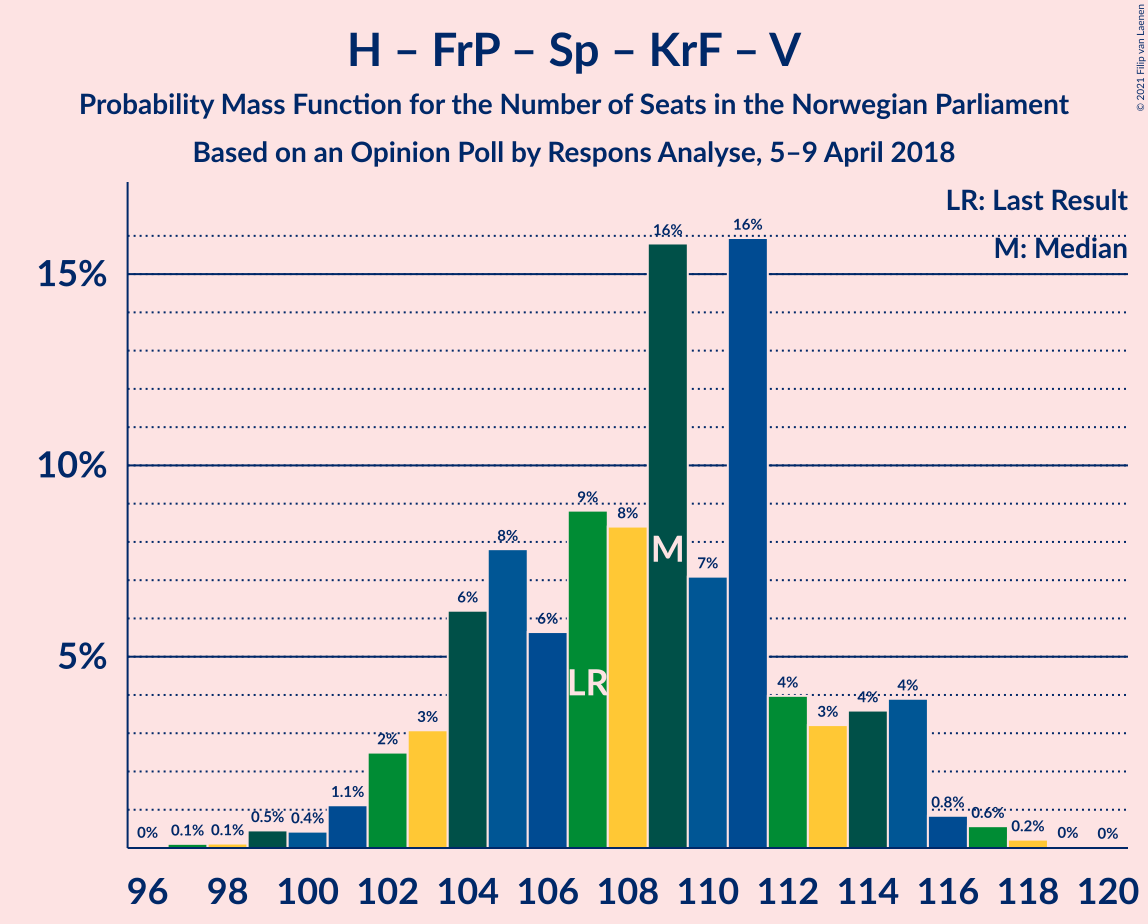 H – FrP – Sp – KrF – V
Probability Mass Function for the Number of Seats in the Norwegian Parliament
Based on an Opinion Poll by Respons Analyse, 5–9 April 2018
© 2021 Filip van Laenen
LR: Last Result
M: Median
15%
10%
5%
0% 0.1% 0.1% 0.5% 0.4% 1.1% 2% 3% 6% 8% 6% 9% 8% 16% 7% 16% 4% 3% 4% 4% 0.8% 0.6% 0.2% 0% 0%
M
LR
96 98 100 102 104 106 108 110 112 114 116 118 120